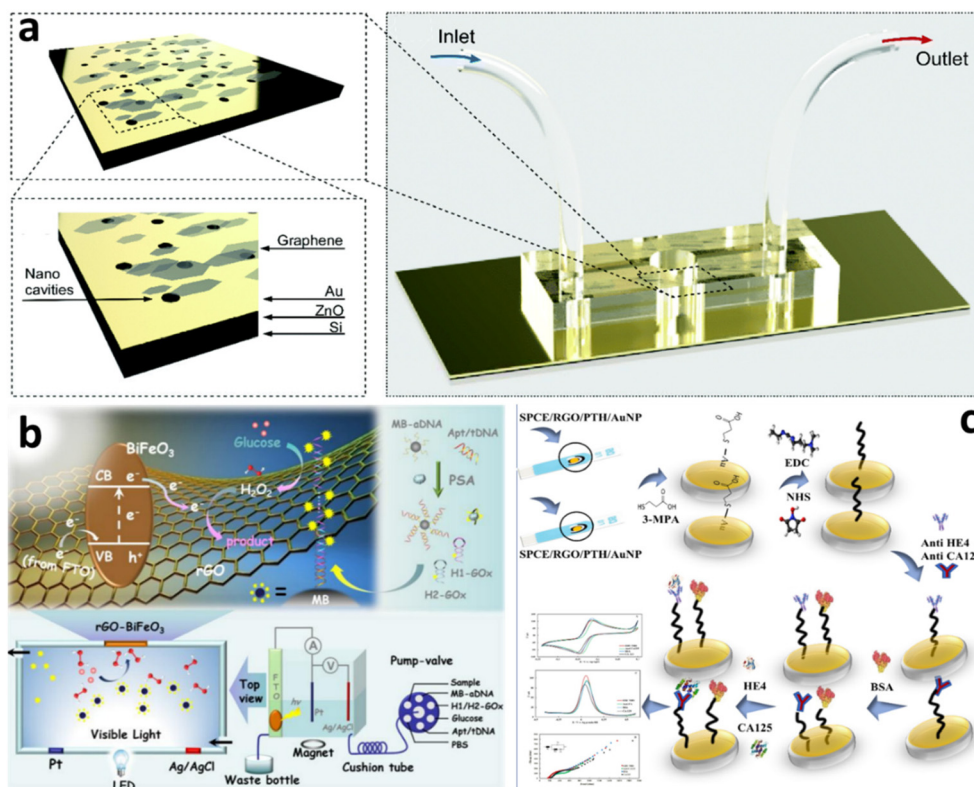 a
Inlet
Outlet
Graphene
Nano
cavities
Au
ZnO
Si
b
BiFeO3
CB
e-
e-
e-
e-
e-
VB
h+
(from FTO)
Glucose
H2O2
product
rGO
=
MB
MB-aDNA
Apt/tDNA
PSA
H1-GOx
H2-GOx
rGO-BiFeO3
Visible Light
Pt
LED
Ag/AgCl
Top
view
FTO
hν
A
V
Pt
Ag/AgCl
Magnet
Waste bottle
Cushion tube
Pump-valve
Sample
MB-aDNA
H1/H2-GOx
Glucose
Apt/tDNA
PBS
c
SPCE/RGO/PTH/AuNP
SPCE/RGO/PTH/AuNP
3-MPA
EDC
NHS
Anti HE4
Anti CA12
BSA
HE4
CA125